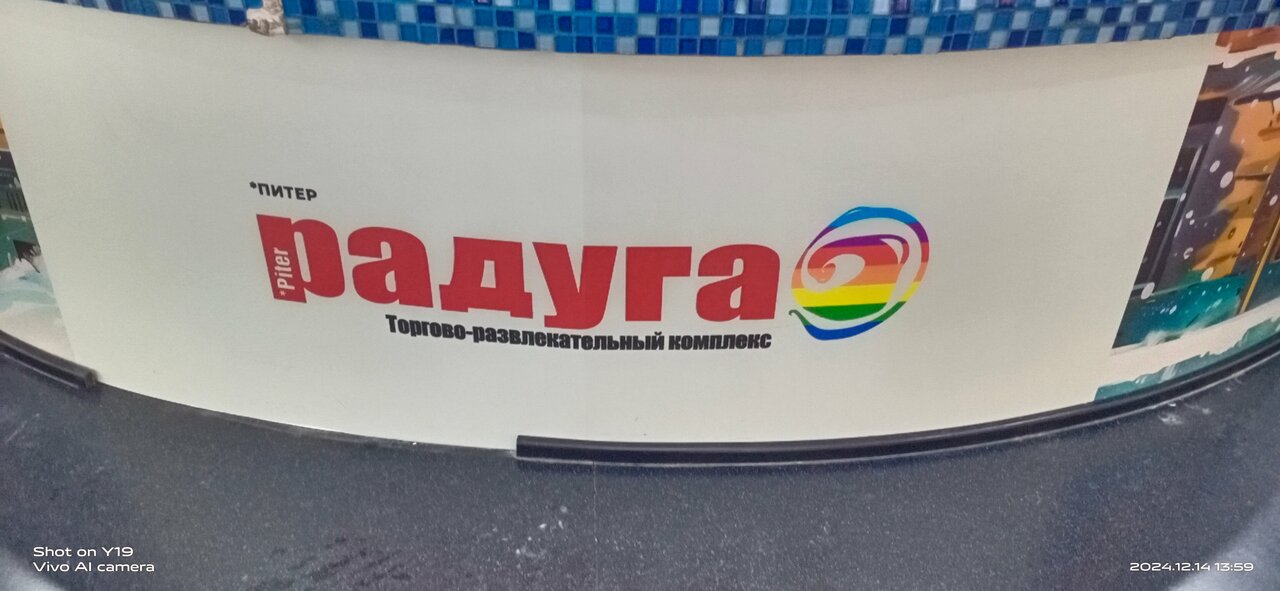 *ПИТЕР
*Piter
радуга
Торгово-развлекательный комплекс
Shot on Y19
Vivo AI camera
2024.12.14 13:59